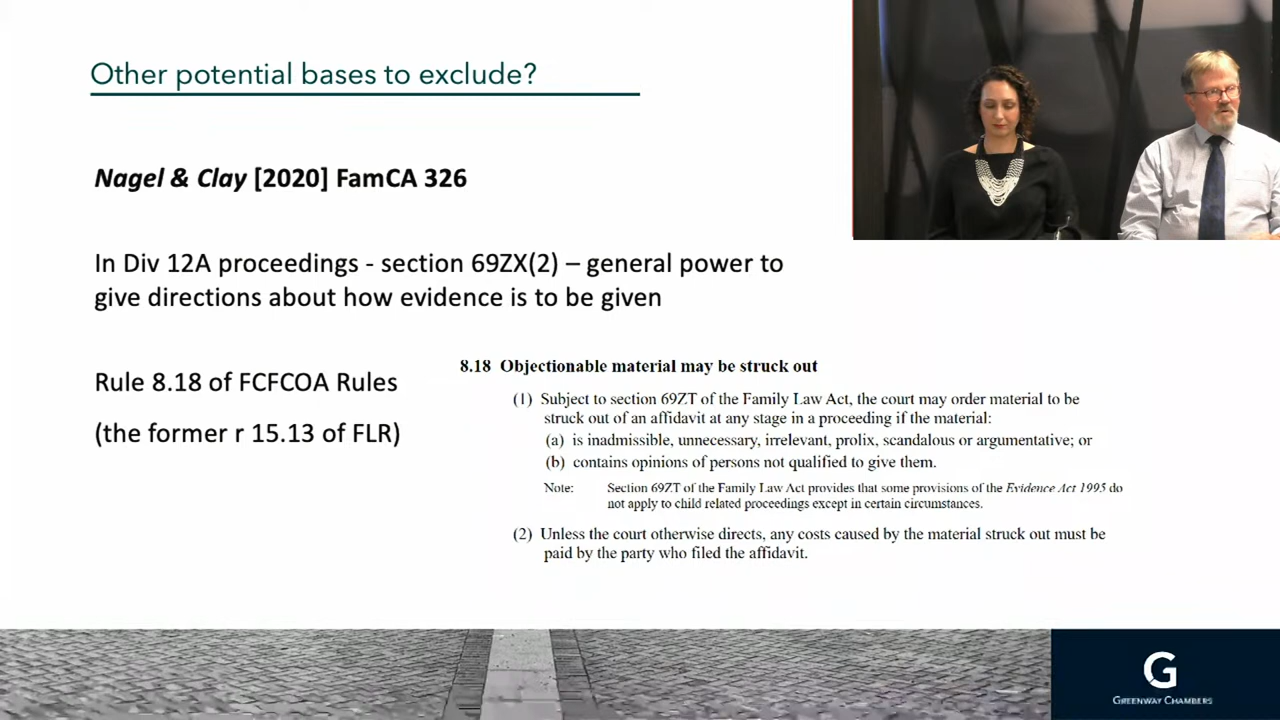 Other potential bases to exclude?
Nagel & Clay [2020] FamCA 326
In Div 12A proceedings - section 69ZX(2) – general power to
give directions about how evidence is to be given
Rule 8.18 of FCFCOA Rules
(the former r 15.13 of FLR)
8.18 Objectionable material may be struck out
(1) Subject to section 69ZT of the Family Law Act, the court may order material to be
struck out of an affidavit at any stage in a proceeding if the material:
(a) is inadmissible, unnecessary, irrelevant, prolix, scandalous or argumentative; or
(b) contains opinions of persons not qualified to give them.
Note: Section 69ZT of the Family Law Act provides that some provisions of the Evidence Act 1995 do
not apply to child related proceedings except in certain circumstances.
(2) Unless the court otherwise directs, any costs caused by the material struck out must be
paid by the party who filed the affidavit.
G
GREENWAY CHAMBERS